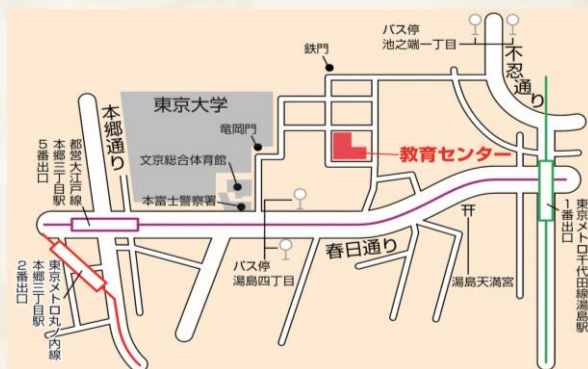 バス停
池之端一丁目
不忍通り
鉄門
東京大学
本郷通り
竜岡門
都営大江戸線
本郷三丁目駅
5番出口
文京総合体育館
教育センター
本富士警察署
東京メトロ千代田線湯島駅
1番出口
春日通り
バス停
湯島四丁目
湯島天満宮
東京メトロ丸ノ内線
本郷三丁目駅
2番出口